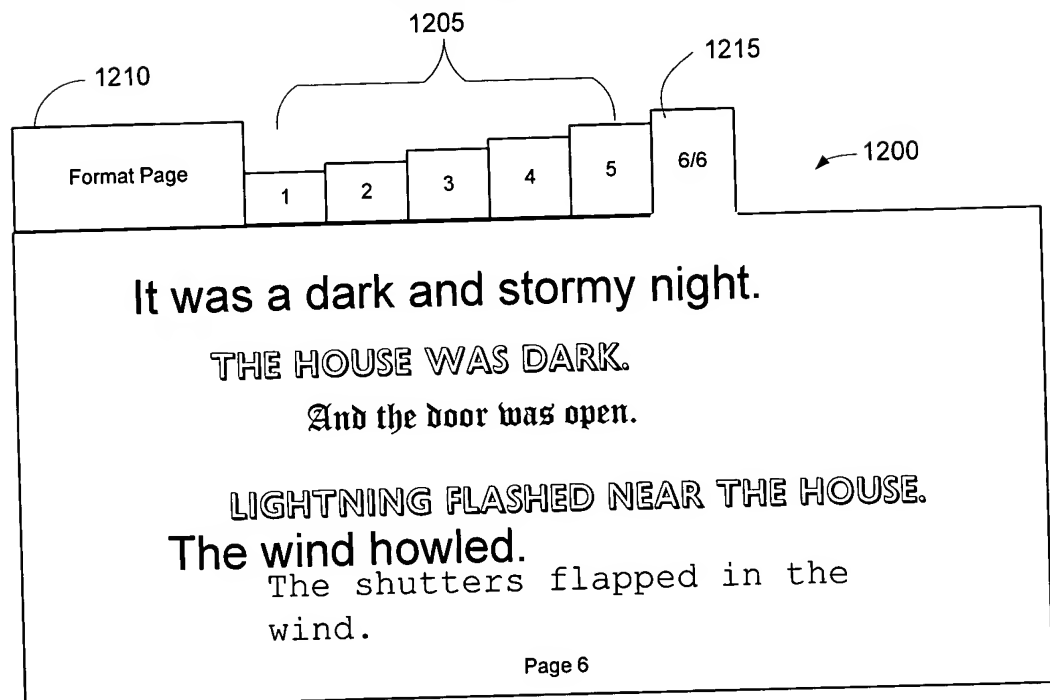 1205
1210
1215
Format Page
1
2
3
4
5
6/6
1200
It was a dark and stormy night.
THE HOUSE WAS DARK.
And the door was open.
LIGHTNING FLASHED NEAR THE HOUSE.
The wind howled.
The shutters flapped in the
wind.
Page 6